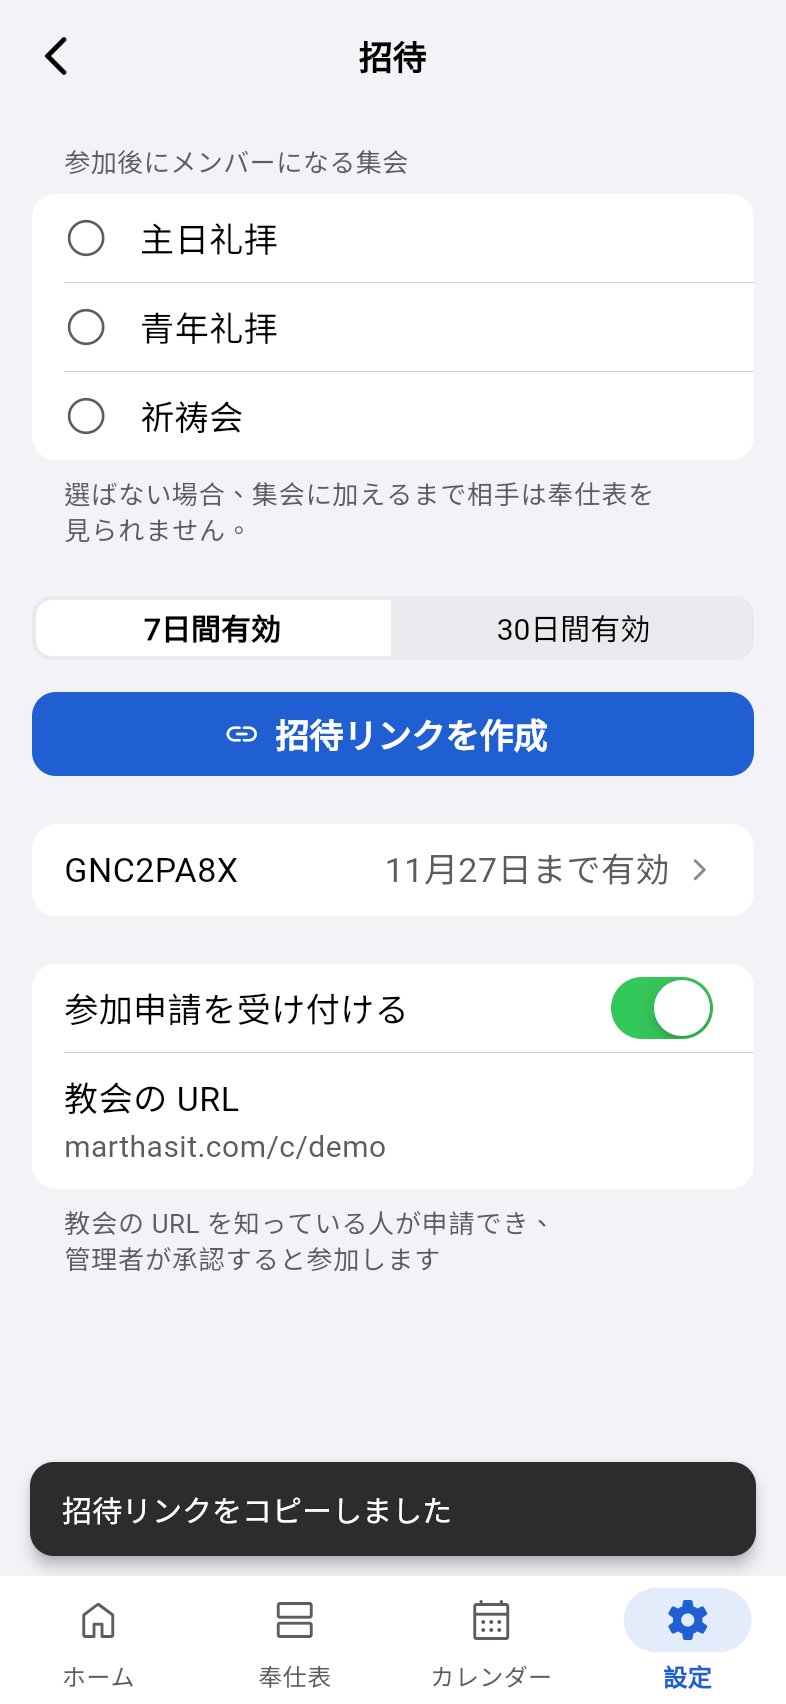 招待
参加後にメンバーになる集会
主日礼拝
青年礼拝
祈祷会
選ばない場合、集会に加えるまで相手は奉仕表を
見られません。
7日間有効
30日間有効
招待リンクを作成
GNC2PA8X
11月27日まで有効
参加申請を受け付ける
教会の URL
marthasit.com/c/demo
教会の URL を知っている人が申請でき、
管理者が承認すると参加します
招待リンクをコピーしました
ホーム
奉仕表
カレンダー
設定